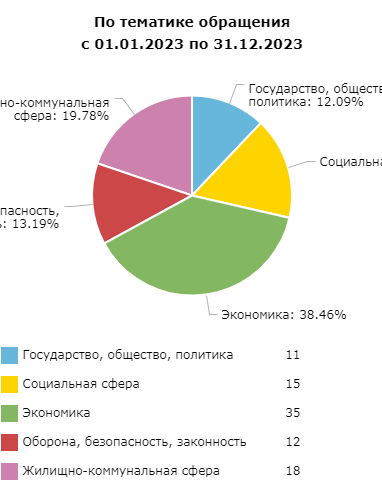 По тематике обращения
с 01.01.2023 по 31.12.2023
Государство, общест
политика: 12.09%
но-коммунальная
сфера: 19.78%
Социальна
пасность,
: 13.19%
Экономика: 38.46%
Государство, общество, политика 11
Социальная сфера 15
Экономика 35
Оборона, безопасность, законность 12
Жилищно-коммунальная сфера 18